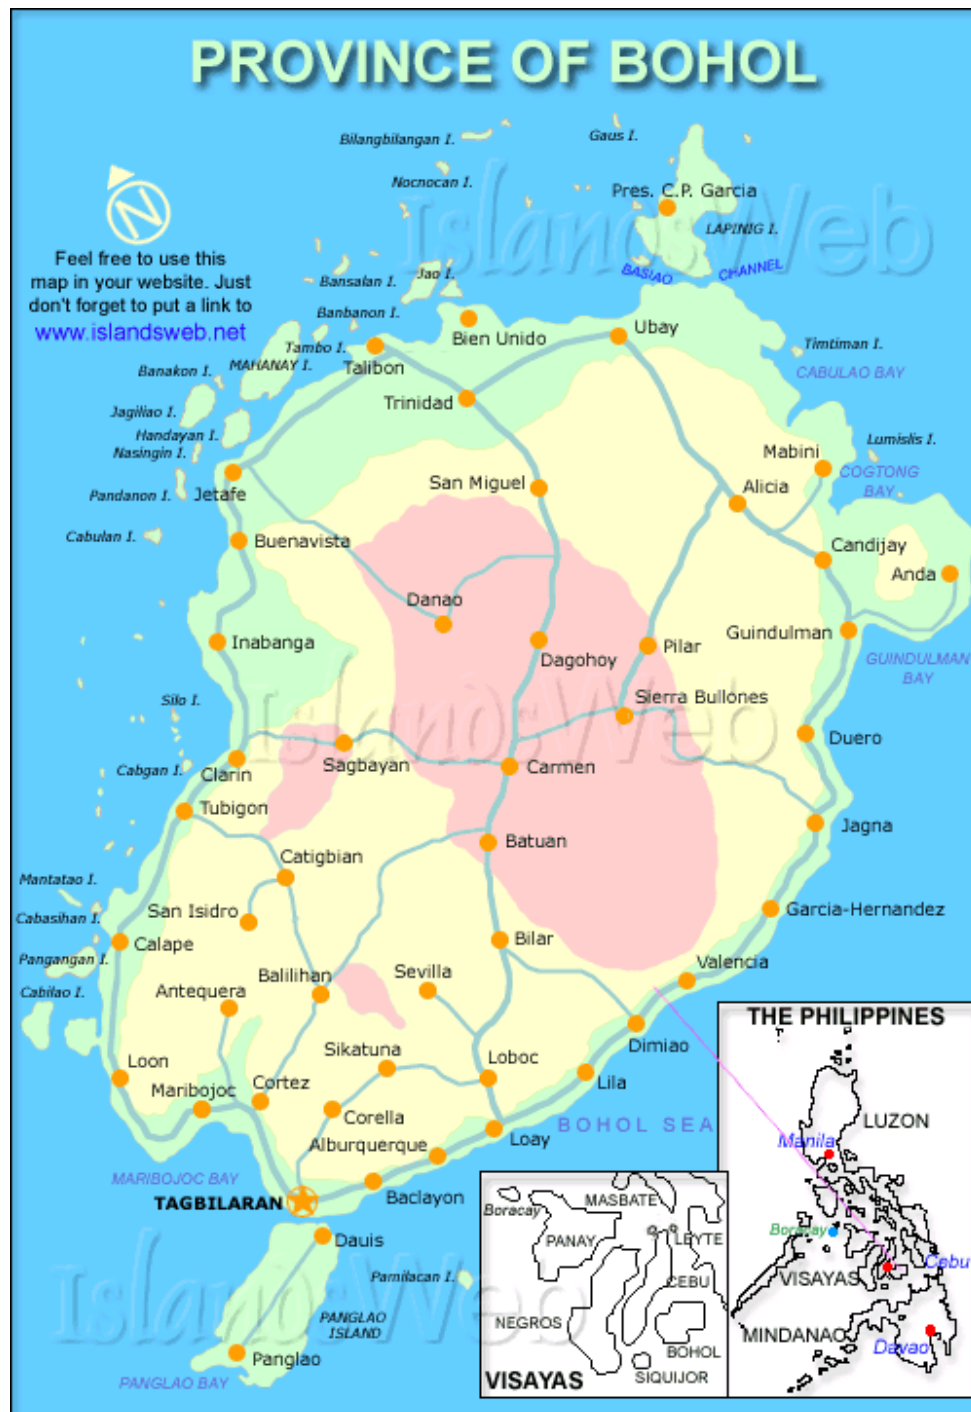 PROVINCE OF BOHOL
Bilangbilangan I.
Gaus I.
Nocnocan I.
Pres. C.P. Garcia
N
IslandsWeb
LAPINIG I.
Feel free to use this
map in your website. Just
don't forget to put a link to
www.islandsweb.net
BASIAO CHANNEL
Jao I.
Bansalan I.
Banbanon I.
Bien Unido
Ubay
Tambo I.
Talibon
Timtiman I.
MAHANAY I.
Banakon I.
CABULAO BAY
Trinidad
Jagiliao I.
Handayan I.
Nasingin I.
Mabini
Lumislis I.
Pandanon I.
Jetafe
San Miguel
Alicia
COGTONG
BAY
Cabulan I.
Buenavista
Candijay
Anda
Danao
Inabanga
Dagohoy
Pilar
Guindulman
GUINDULMAN
BAY
Silo I.
IslandsWeb
Sierra Bullones
Duero
Cabgan I.
Clarin
Sagbayan
Carmen
Tubigon
Jagna
Batuan
Catigbian
Mantatao I.
San Isidro
Cabasihan I.
Garcia-Hernandez
Calape
Bilar
Pangangan I.
Balilihan
Sevilla
Valencia
Cabilao I.
Antequera
Dimiao
Sikatuna
Loon
Loboc
Lila
Maribojoc
Cortez
Corella
Alburquerque
Loay
BOHOL SEA
MARIBOJOC BAY
TAGBILARAN
Baclayon
Dauis
Pamilacan I.
IslandsWeb
PANGLAO
ISLAND
Panglao
PANGLAO BAY
MASBATE
Boracay
PANAY
LEYTE
CEBU
NEGROS
BOHOL
SIQUIJOR
VISAYAS
THE PHILIPPINES
LUZON
Manila
Boracay
Cebu
VISAYAS
MINDANAO
Davao